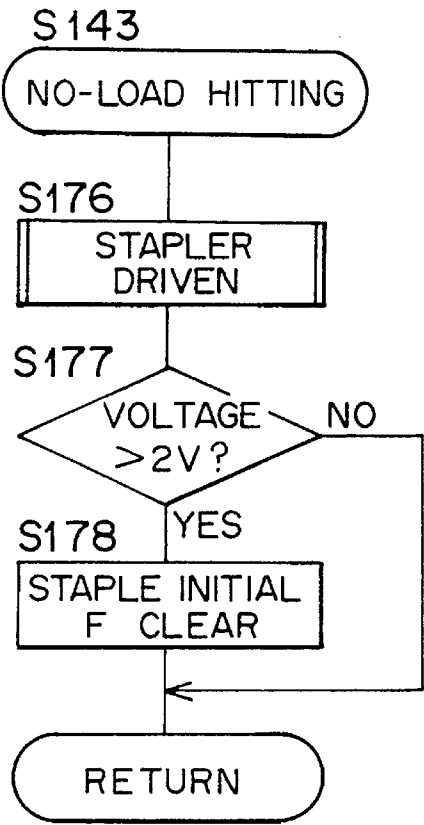 S143
NO-LOAD HITTING
S176
STAPLER
DRIVEN
S177
VOLTAGE
>2V?
NO
YES
S178
STAPLE INITIAL
F CLEAR
RETURN